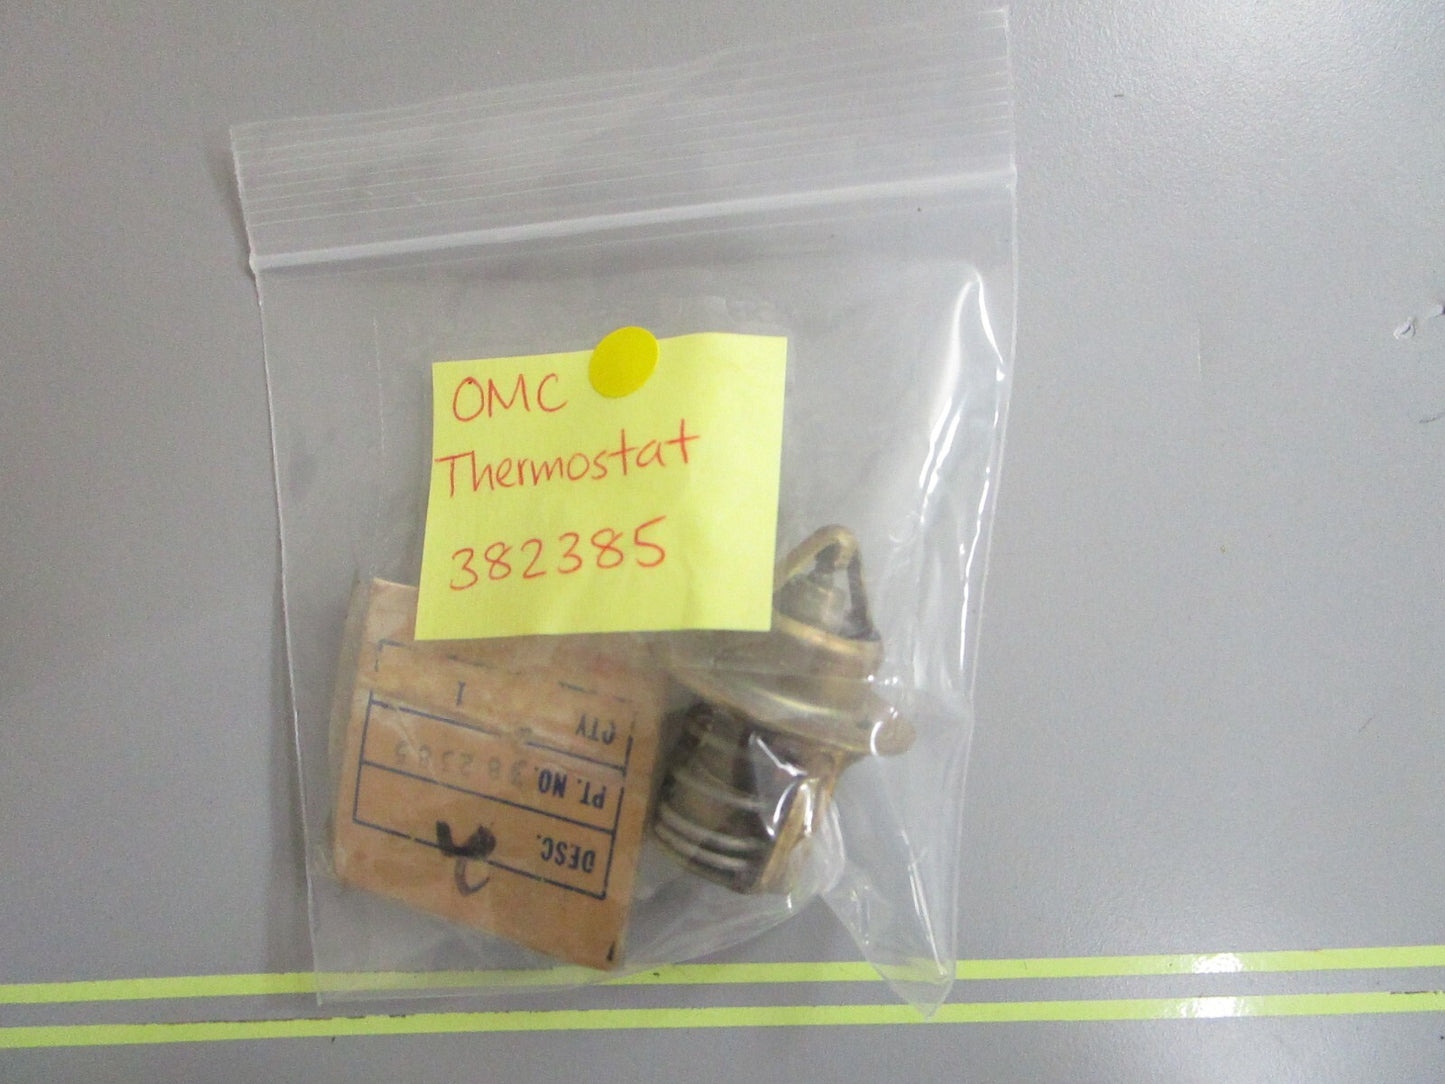 OMC
Thermostat
382385
DESC.
PT. NO. 382385
QTY 1